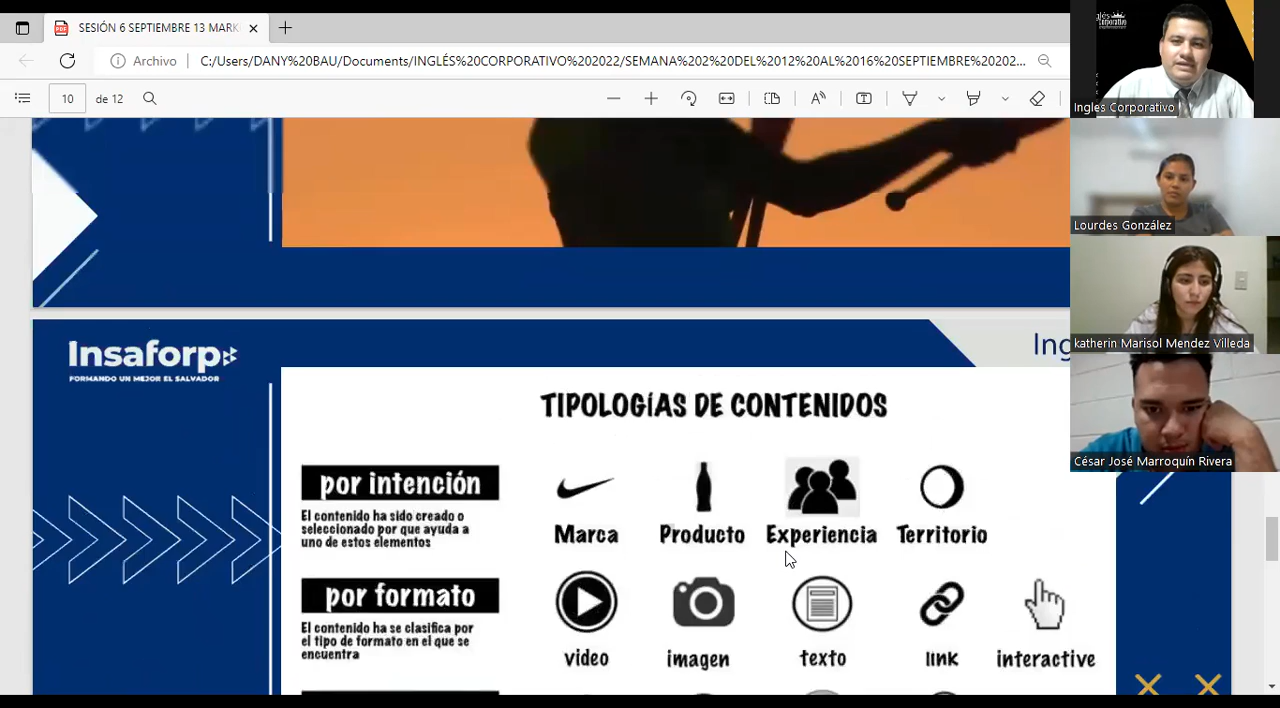 SESIÓN 6 SEPTIEMBRE 13 MARK
Archivo
C:/Users/DANY%20BAU/Documents/INGLÉS%20CORPORATIVO%202022/SEMANA%202%20DEL%2012%20AL%2016%20SEPTIEMBRE%20202...
10 de 12
Inglés Corporativo
Ingles Corporativo
Lourdes González
katherin Marisol Mendez Villeda
César José Marroquín Rivera
Insaforp
FORMANDO UN MEJOR EL SALVADOR
Ing
TIPOLOGÍAS DE CONTENIDOS
por intención
El contenido ha sido creado o
seleccionado por que ayuda a
uno de estos elementos
Marca Producto Experiencia Territorio
por formato
El contenido ha se clasifica por
el tipo de formato en el que se
encuentra
video imagen texto link interactive